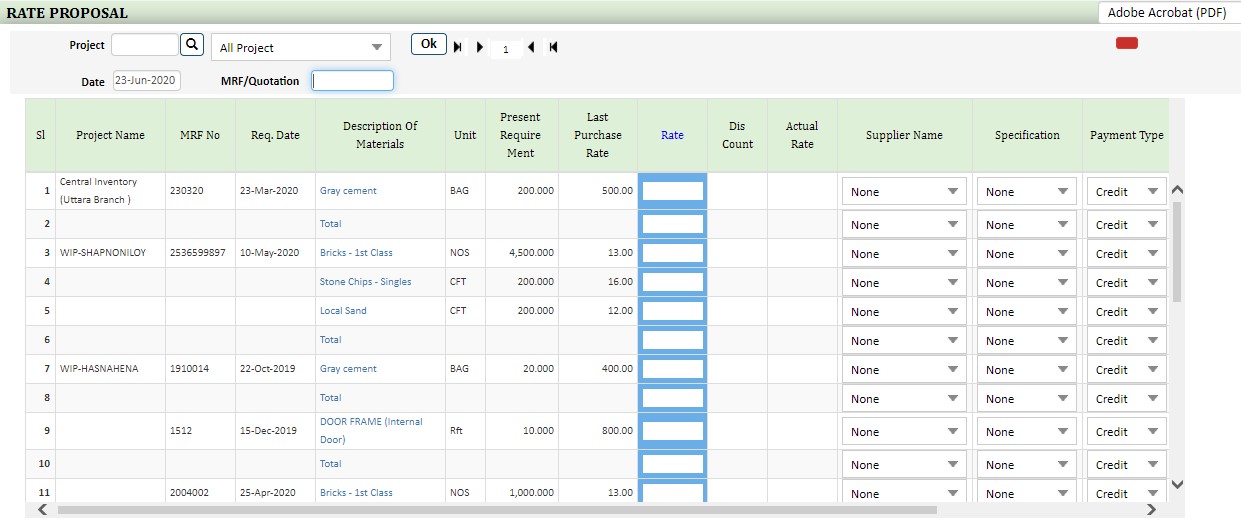 RATE PROPOSAL
Adobe Acrobat (PDF)
Project All Project Ok 1
Date 23-Jun-2020 MRF/Quotation
Sl Project Name MRF No Req. Date Description Of Materials Unit Present Require Ment Last Purchase Rate Rate Dis Count Actual Rate Supplier Name Specification Payment Type
1 Central Inventory (Uttara Branch ) 230320 23-Mar-2020 Gray cement BAG 200.000 500.00 None None Credit
2 Total None None Credit
3 WIP-SHAPNONILOY 2536599897 10-May-2020 Bricks - 1st Class NOS 4,500.000 13.00 None None Credit
4 Stone Chips - Singles CFT 200.000 16.00 None None Credit
5 Local Sand CFT 200.000 12.00 None None Credit
6 Total None None Credit
7 WIP-HASNAHENA 1910014 22-Oct-2019 Gray cement BAG 20.000 400.00 None None Credit
8 Total None None Credit
9 1512 15-Dec-2019 DOOR FRAME (Internal Door) Rft 10.000 800.00 None None Credit
10 Total None None Credit
11 2004002 25-Apr-2020 Bricks - 1st Class NOS 1,000.000 13.00 None None Credit